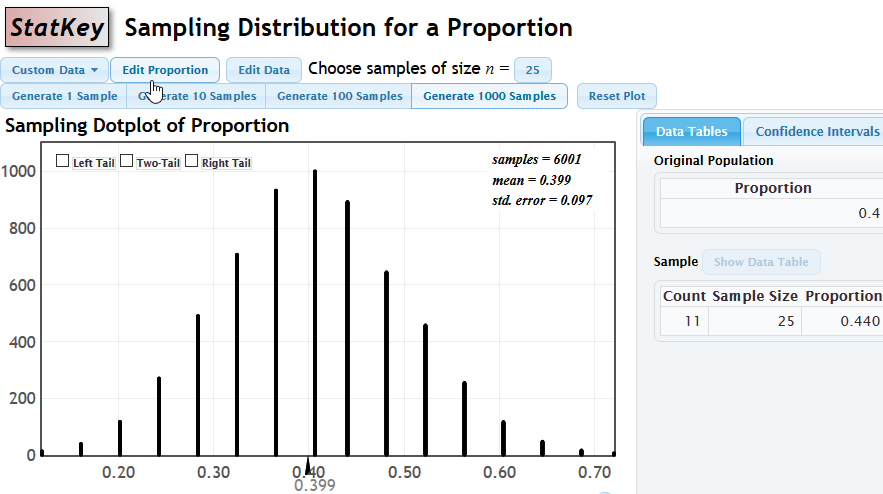 StatKey Sampling Distribution for a Proportion
Custom Data Edit Proportion Edit Data Choose samples of size n = 25
Generate 1 Sample Generate 10 Samples Generate 100 Samples Generate 1000 Samples Reset Plot
Sampling Dotplot of Proportion
Left Tail Two-Tail Right Tail
samples = 6001
mean = 0.399
std. error = 0.097
1000
800
600
400
200
0
0.20 0.30 0.40 0.50 0.60 0.70
0.399
Data Tables Confidence Intervals
Original Population
Proportion
0.4
Sample Show Data Table
Count Sample Size Proportion
11 25 0.440